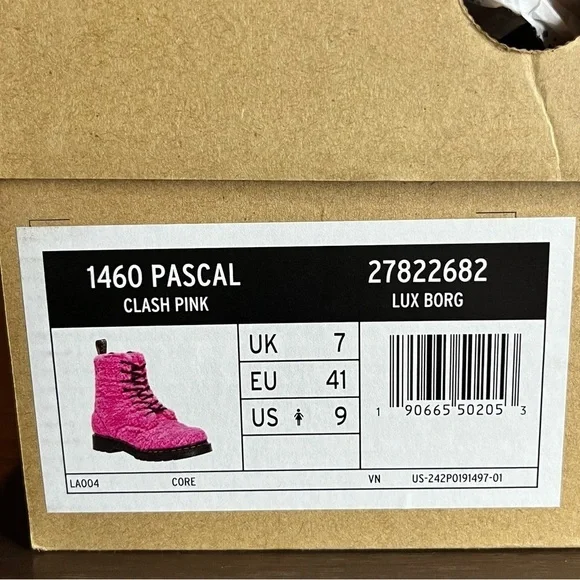 1460 PASCAL 27822682
CLASH PINK LUX BORG
UK 7
EU 41
US 9
1 90665 50205 3
LA004 CORE VN US-242P0191497-01